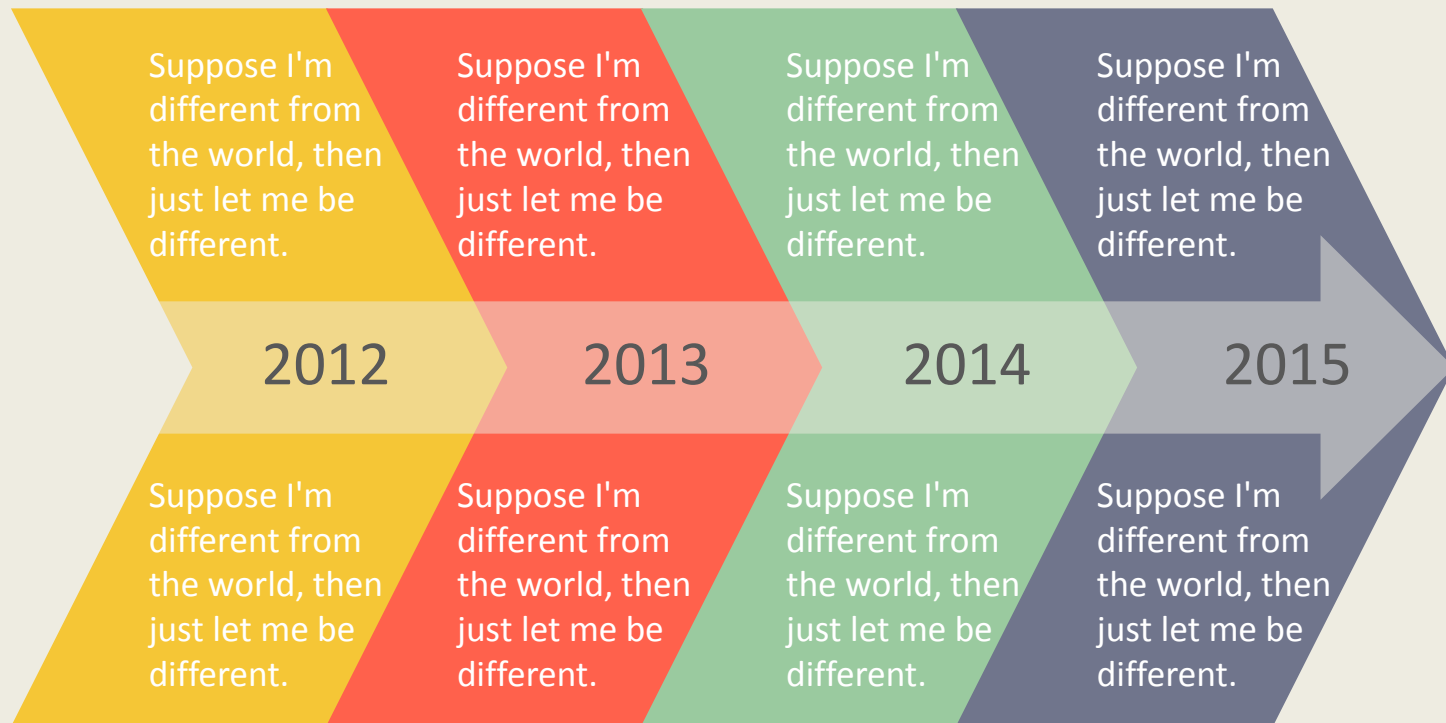 Suppose I'm
different from
the world, then
just let me be
different.
Suppose I'm
different from
the world, then
just let me be
different.
Suppose I'm
different from
the world, then
just let me be
different.
Suppose I'm
different from
the world, then
just let me be
different.
2012
2013
2014
2015
Suppose I'm
different from
the world, then
just let me be
different.
Suppose I'm
different from
the world, then
just let me be
different.
Suppose I'm
different from
the world, then
just let me be
different.
Suppose I'm
different from
the world, then
just let me be
different.